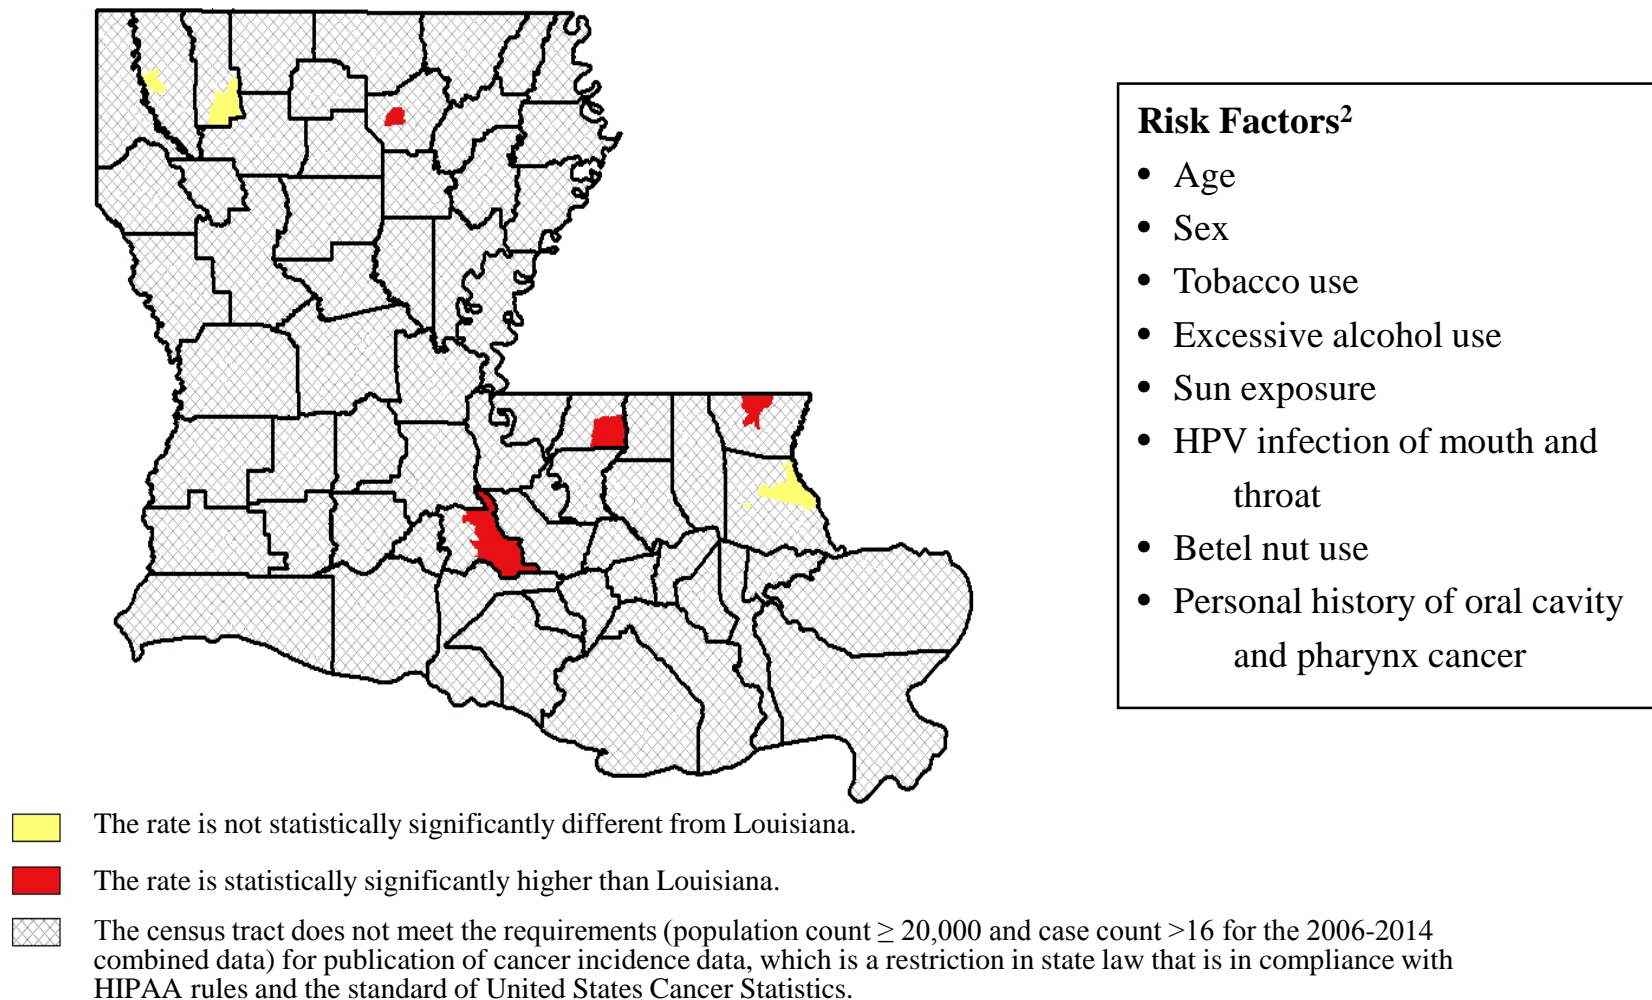 Risk Factors²
• Age
• Sex
• Tobacco use
• Excessive alcohol use
• Sun exposure
• HPV infection of mouth and
throat
• Betel nut use
• Personal history of oral cavity
and pharynx cancer
The rate is not statistically significantly different from Louisiana.
The rate is statistically significantly higher than Louisiana.
The census tract does not meet the requirements (population count ≥ 20,000 and case count >16 for the 2006-2014
combined data) for publication of cancer incidence data, which is a restriction in state law that is in compliance with
HIPAA rules and the standard of United States Cancer Statistics.